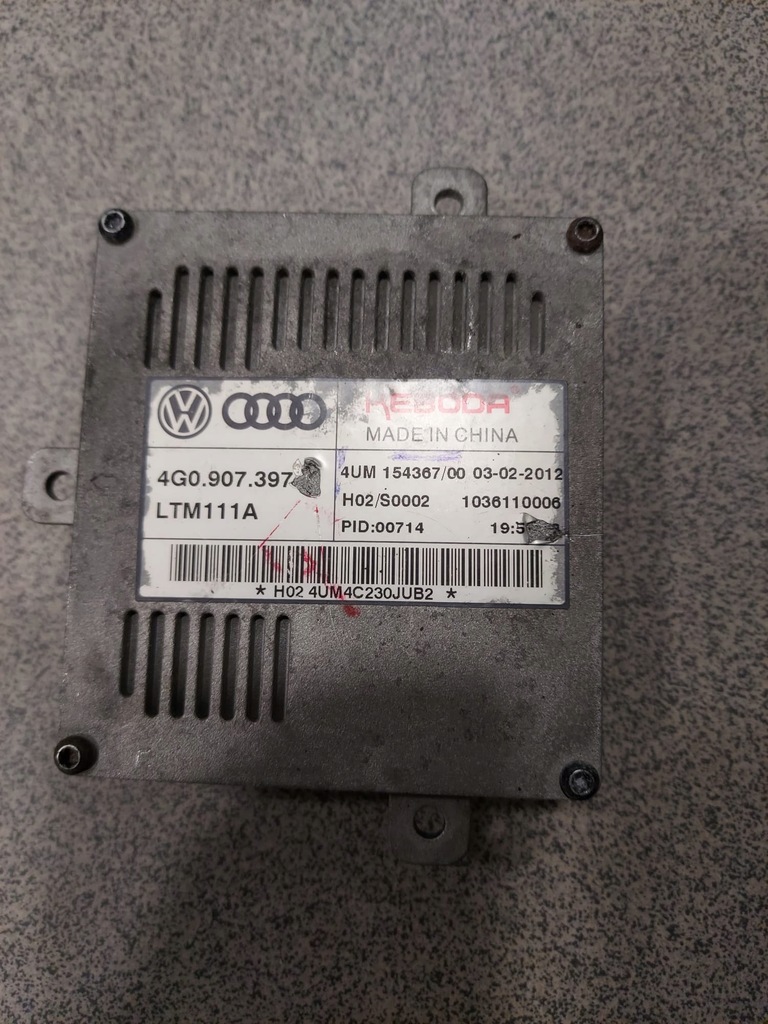 KEBODA
MADE IN CHINA
4G0.907.397
LTM111A
4UM 154367/00 03-02-2012
H02/S0002 1036110006
PID:00714
* H02 4UM4C230JUB2 *